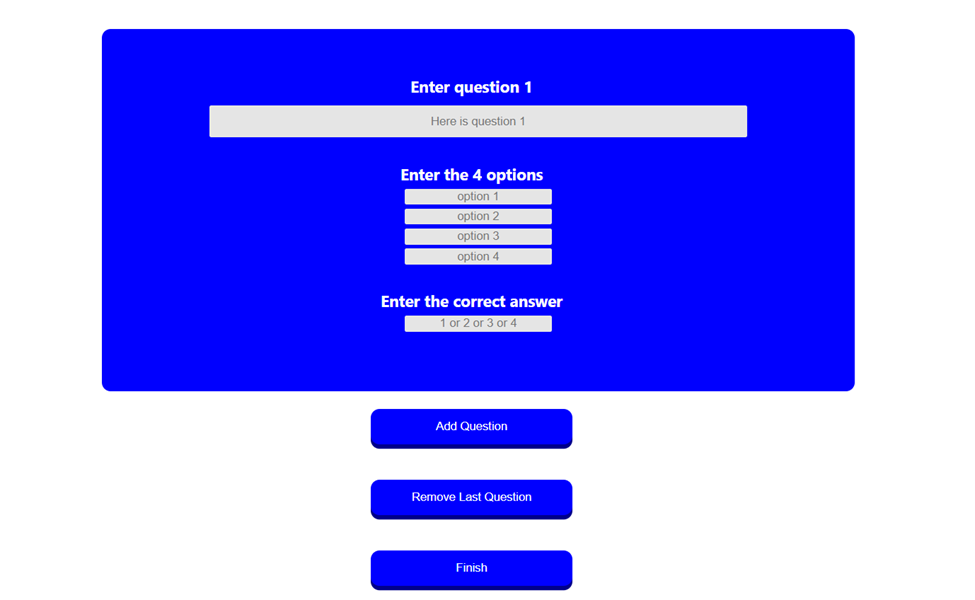 Enter question 1
Here is question 1
Enter the 4 options
option 1
option 2
option 3
option 4
Enter the correct answer
1 or 2 or 3 or 4
Add Question
Remove Last Question
Finish